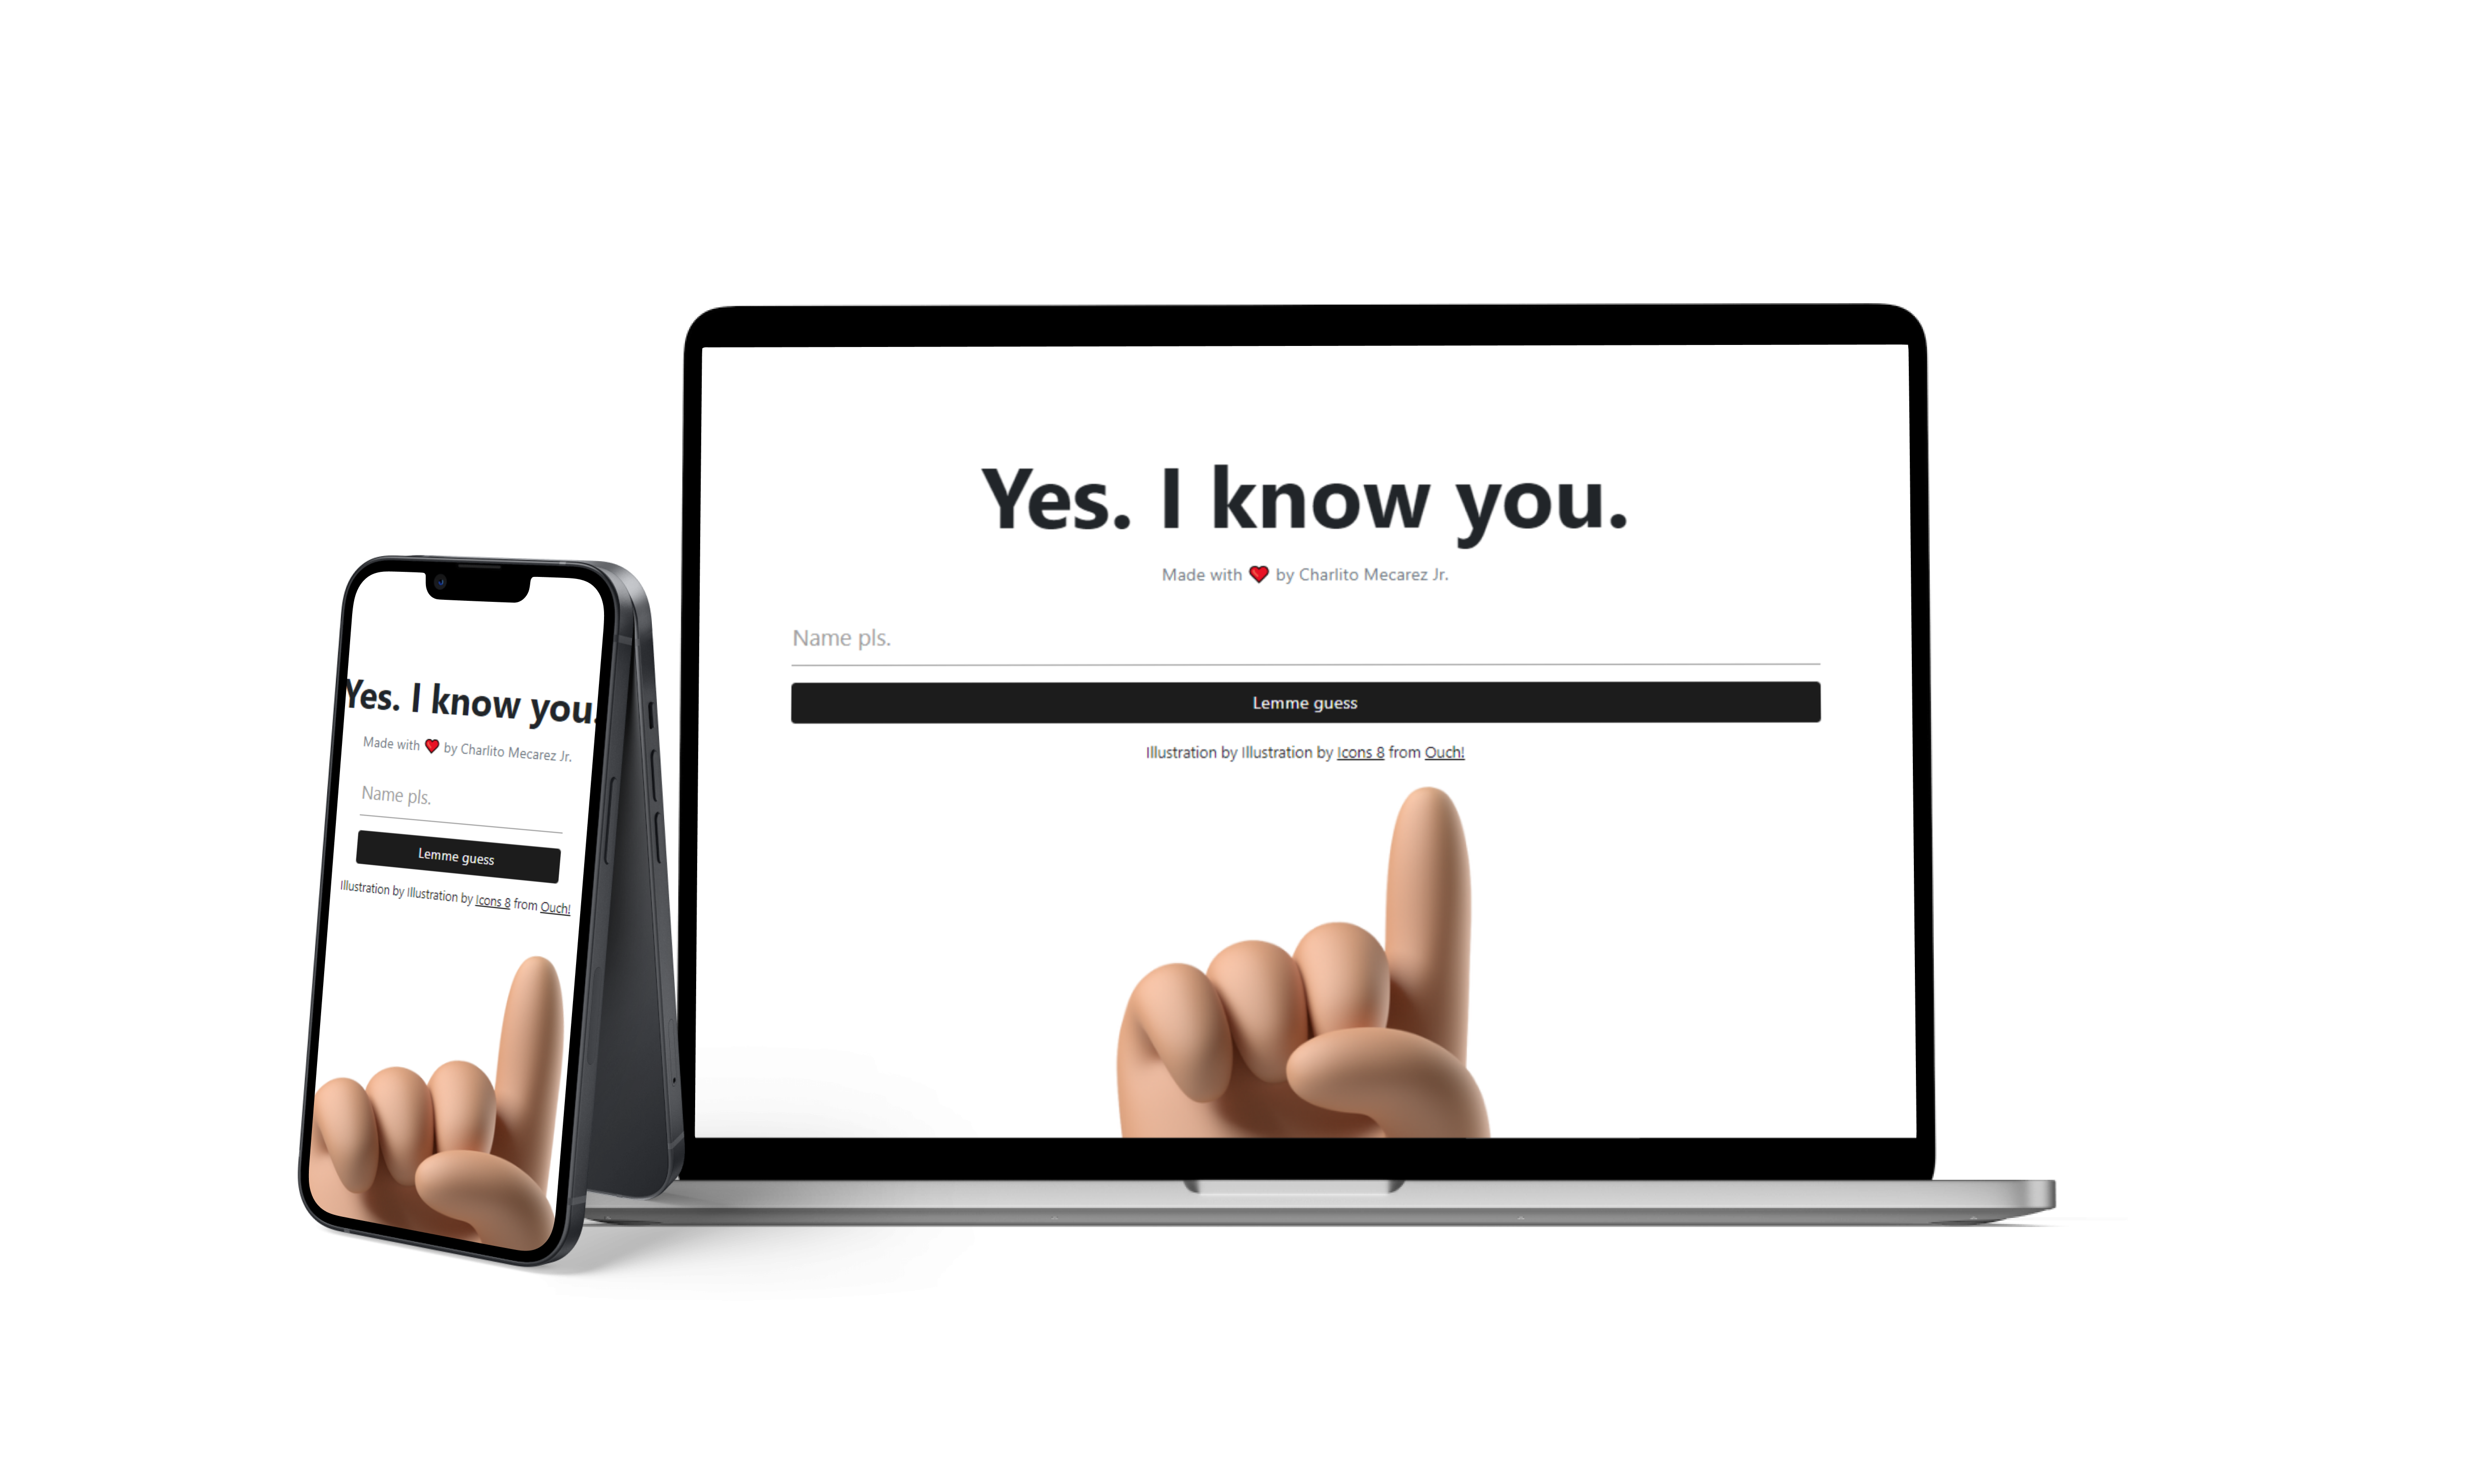 Yes. I know you.
Made with ❤ by Charlito Mecarez Jr.
Name pls.
Lemme guess
Illustration by Illustration by Icons 8 from Ouch!
Yes. I know you.
Made with ❤ by Charlito Mecarez Jr.
Name pls.
Lemme guess
Illustration by Illustration by Icons 8 from Ouch!